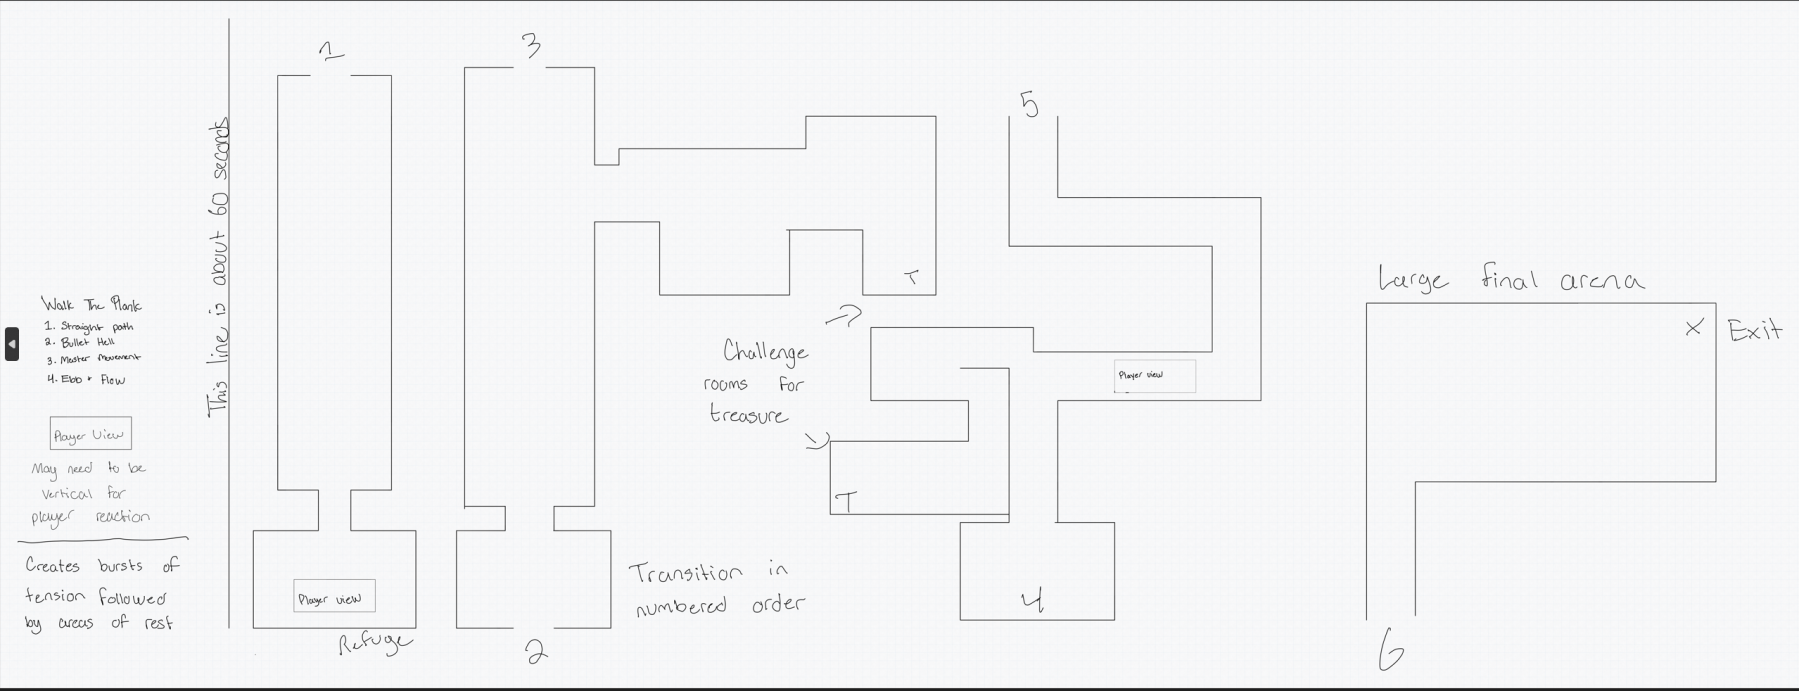 Walk The Plank
1. Straight path
2. Bullet Hell
3. Master Movement
4. Ebb + Flow
Player View
May need to be
vertical for
player reaction
Creates bursts of
tension followed
by areas of rest
This line is about 60 seconds
1
Player view
Refuge
3
2
Transition in
numbered order
T
Challenge
rooms for
treasure
T
5
Player view
4
Large final arena
X Exit
6